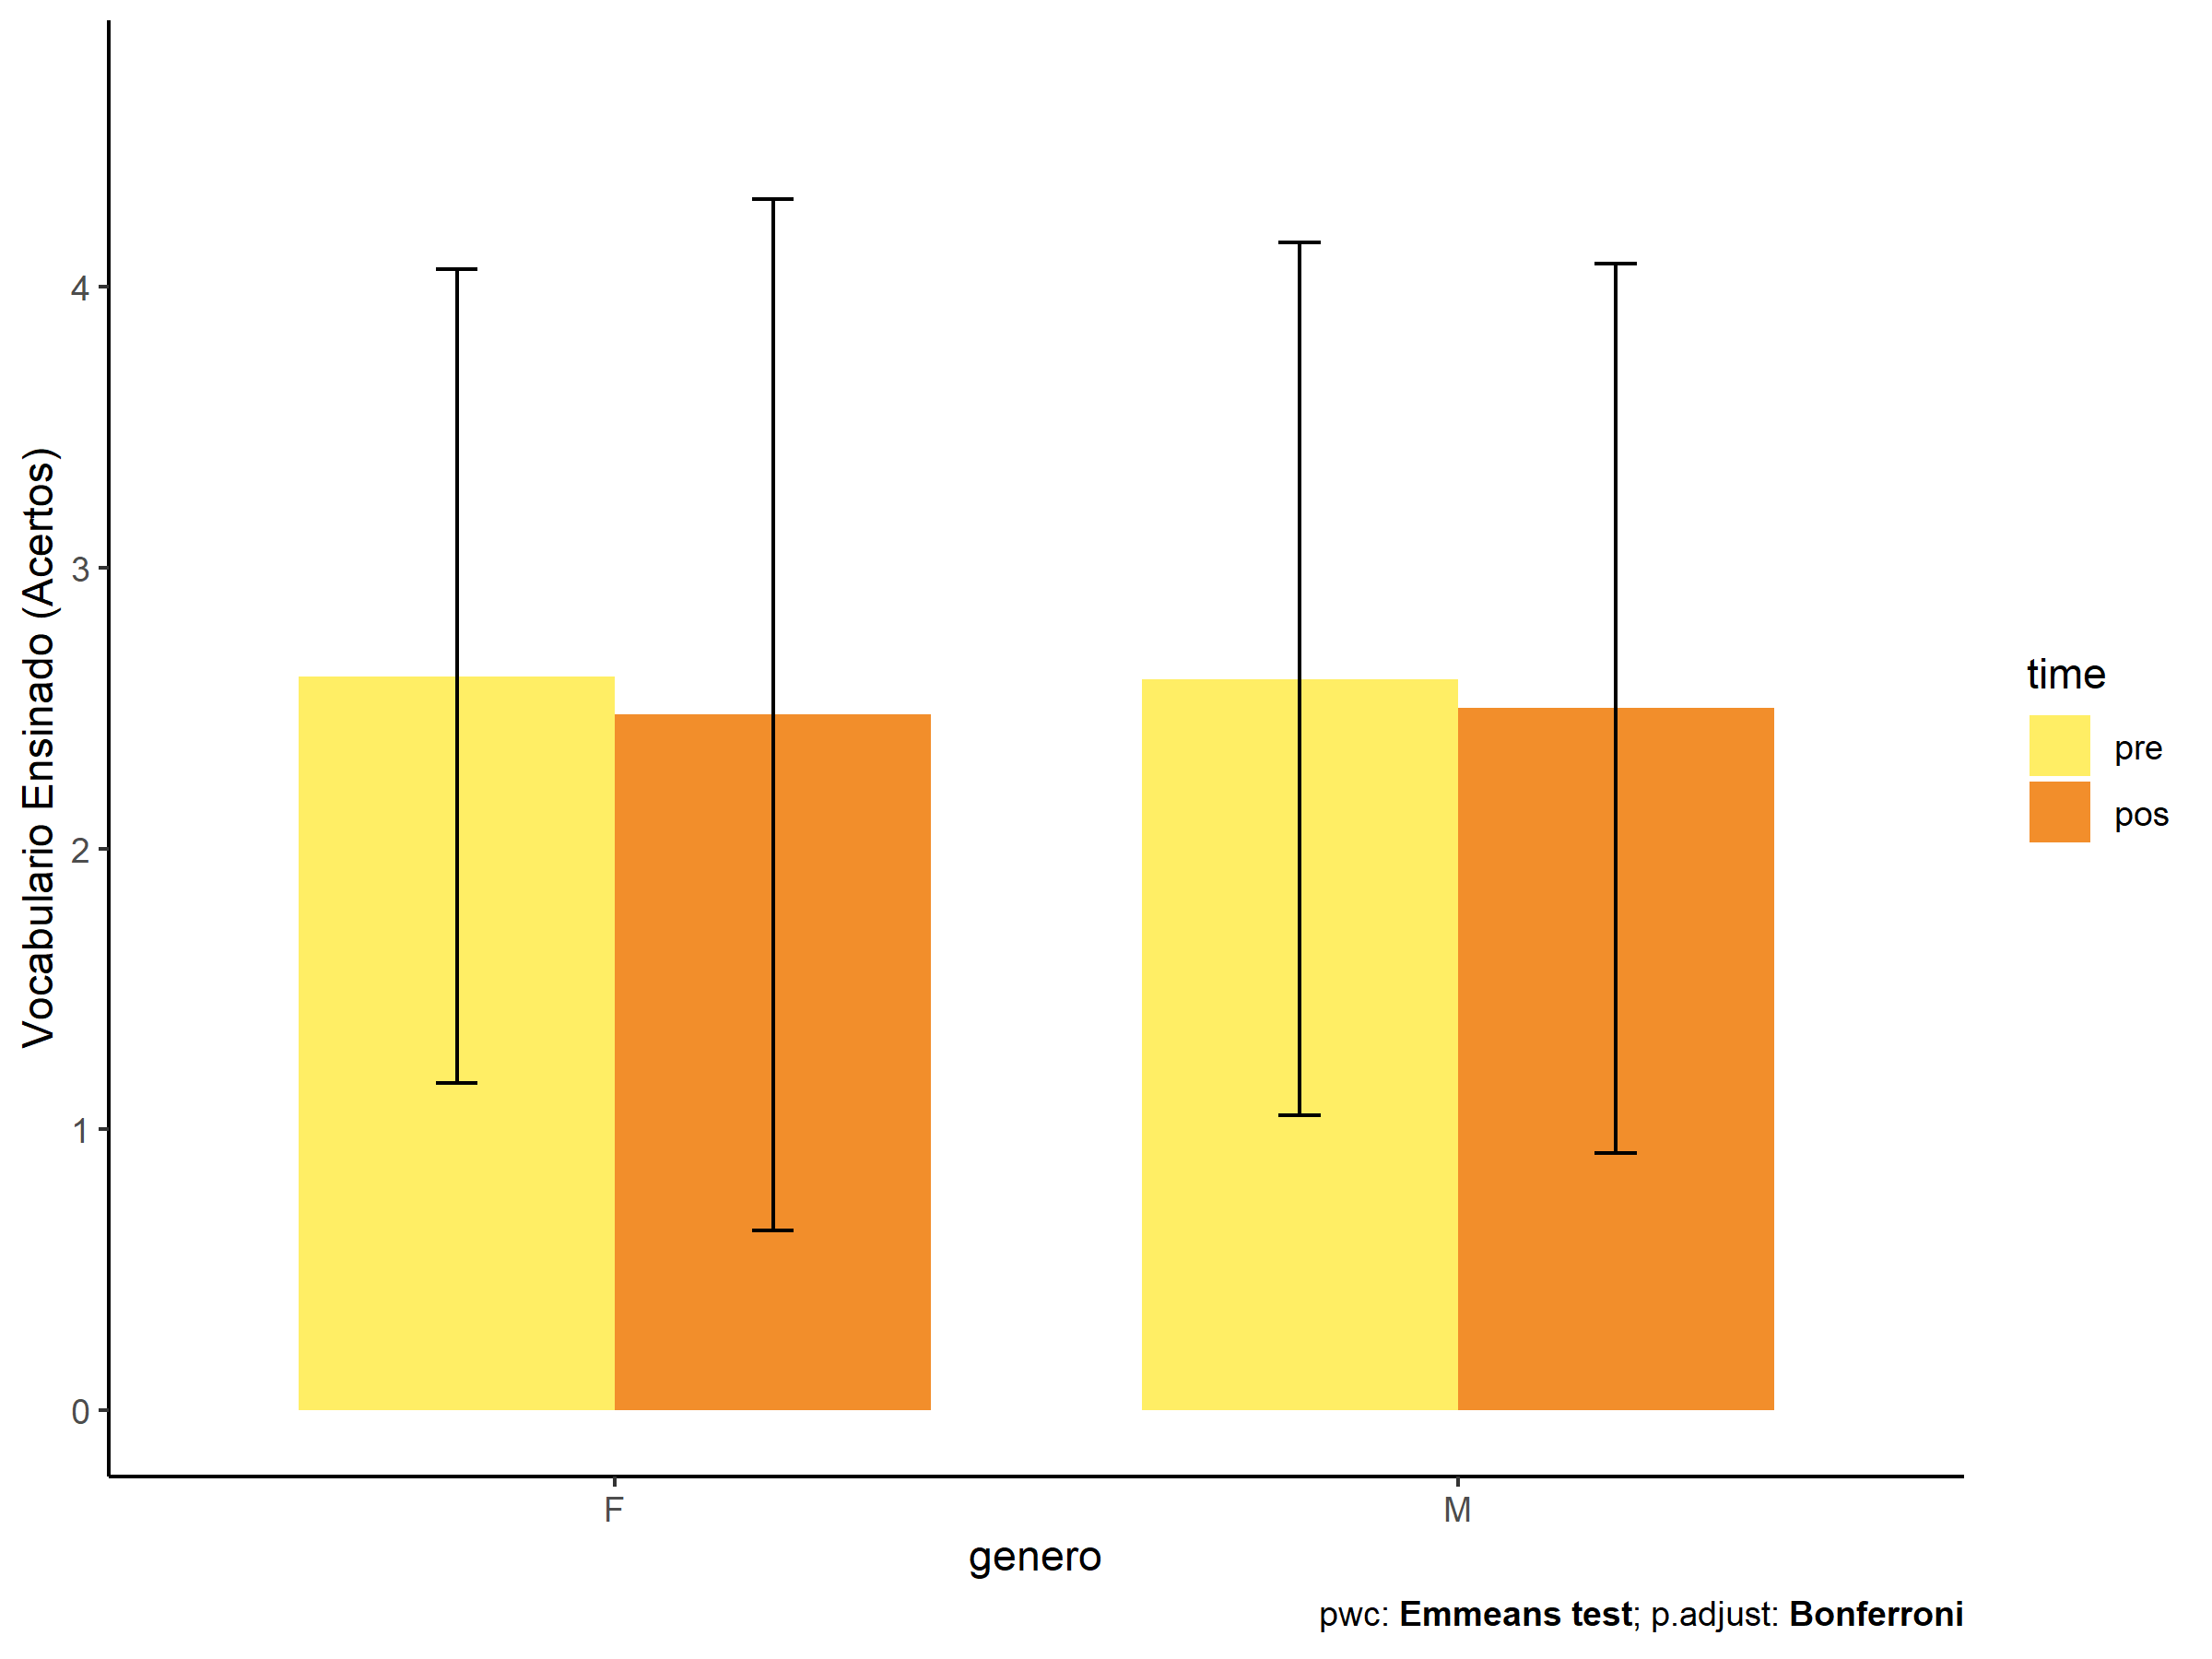 Vocabulario Ensinado (Acertos)
4
3
2
1
0
F
M
genero
time
pre
pos
pwc: Emmeans test; p.adjust: Bonferroni